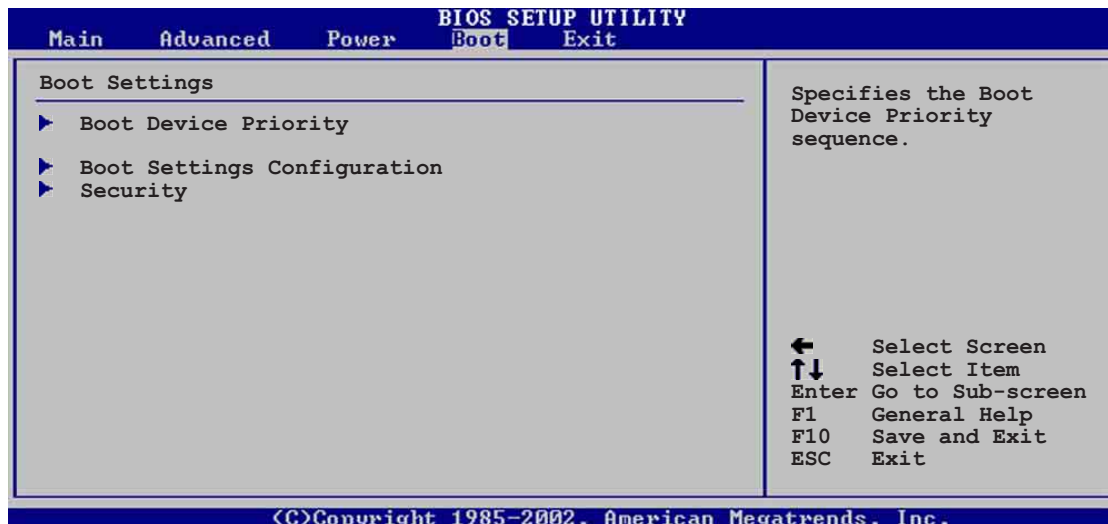 BIOS SETUP UTILITY
Main Advanced Power Boot Exit
Boot Settings
Boot Device Priority
Boot Settings Configuration
Security
Specifies the Boot
Device Priority
sequence.
← Select Screen
↑↓ Select Item
Enter Go to Sub-screen
F1 General Help
F10 Save and Exit
ESC Exit
(C)Copyright 1985-2002, American Megatrends, Inc.